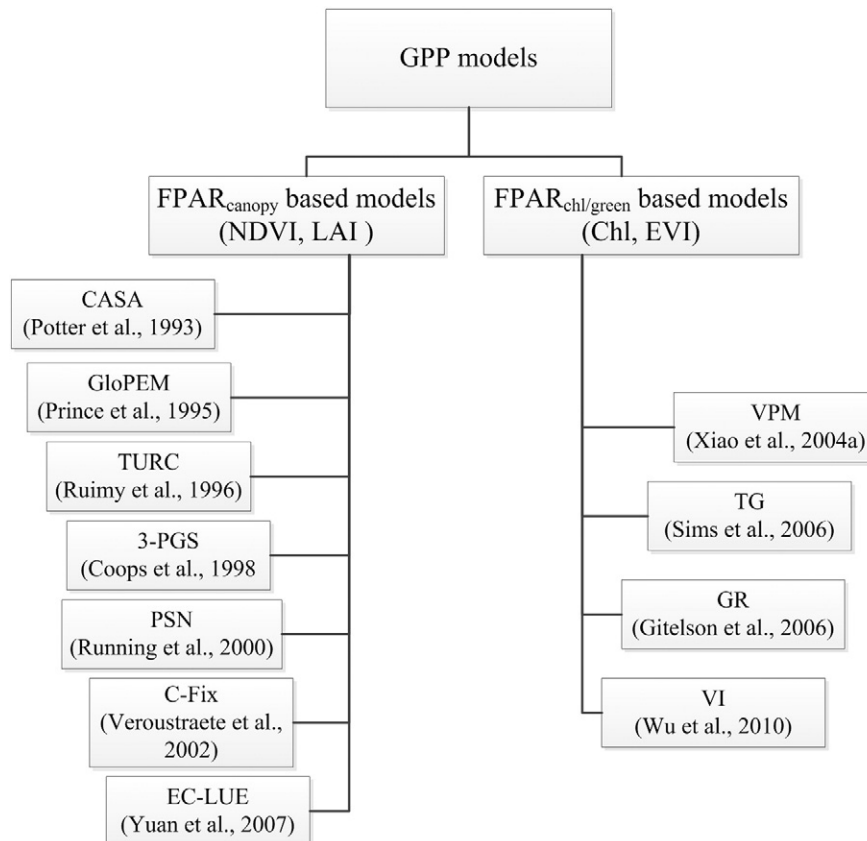 GPP models
FPARcanopy based models
(NDVI, LAI )
FPARchl/green based models
(Chl, EVI)
CASA
(Potter et al., 1993)
GloPEM
(Prince et al., 1995)
TURC
(Ruimy et al., 1996)
3-PGS
(Coops et al., 1998
PSN
(Running et al., 2000)
C-Fix
(Veroustraete et al.,
2002)
EC-LUE
(Yuan et al., 2007)
VPM
(Xiao et al., 2004a)
TG
(Sims et al., 2006)
GR
(Gitelson et al., 2006)
VI
(Wu et al., 2010)